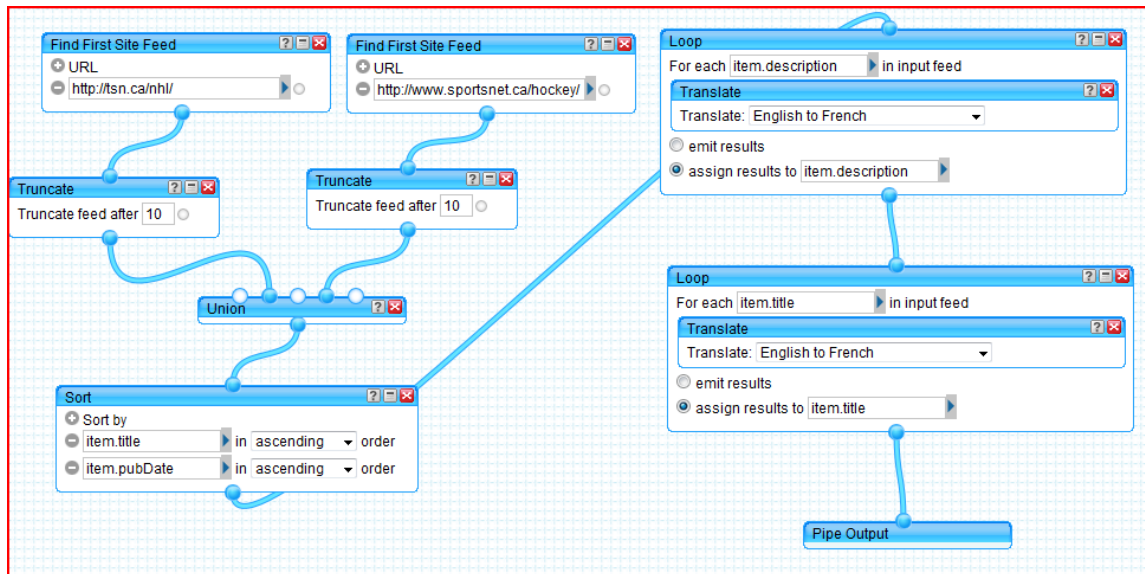 Find First Site Feed
URL
http://tsn.ca/nhl/
Find First Site Feed
URL
http://www.sportsnet.ca/hockey/
Truncate
Truncate feed after 10
Truncate
Truncate feed after 10
Union
Sort
Sort by
item.title in ascending order
item.pubDate in ascending order
Loop
For each item.description in input feed
Translate
Translate: English to French
emit results
assign results to item.description
Loop
For each item.title in input feed
Translate
Translate: English to French
emit results
assign results to item.title
Pipe Output